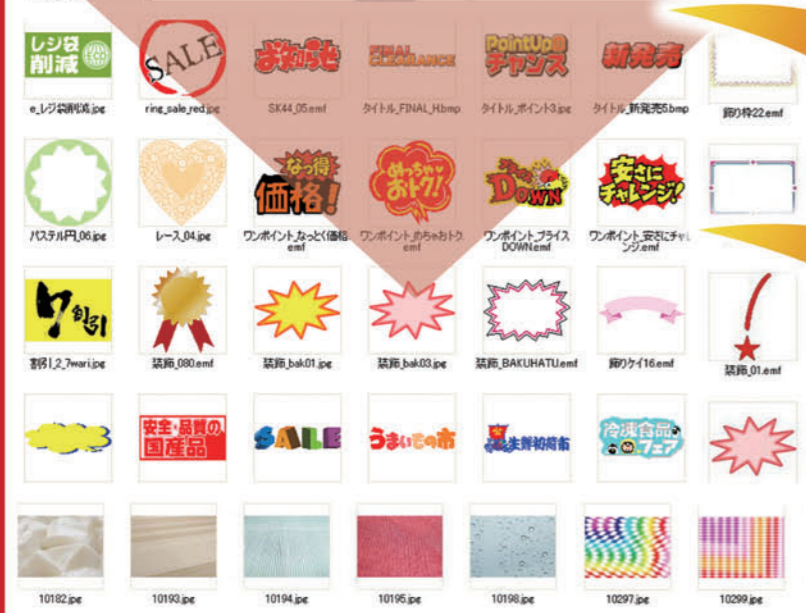 レジ袋
削減 ECO
SALE
お知らせ
FINAL
CLEARANCE
PointUp
チャンス
新発売
e_レジ袋削減.jpg
ring_sale_red.jpg
SK44_05.emf
タイトル_FINAL_H.bmp
タイトル_ポイント3.jpg
タイトル_新発売5.bmp
飾り枠22.emf
なっ得
価格!
めっちゃ
おトク!
プライス
DOWN
安さに
チャレンジ!
パステル円_06.jpg
レース_04.jpg
ワンポイント_なっとく価格.
emf
ワンポイント_めちゃおトク.
emf
ワンポイント_プライス
DOWN.emf
ワンポイント_安さにチャレ
ンジ.emf
7割引
割引_2_7wari.jpg
装飾_080.emf
装飾_bak01.jpg
装飾_bak03.jpg
装飾_BAKUHATU.emf
飾りケイ16.emf
装飾_01.emf
安全・品質の
国産品
SALE
うまいもの市
生鮮初荷市
冷凍食品
フェア
10182.jpg
10193.jpg
10194.jpg
10195.jpg
10198.jpg
10297.jpg
10299.jpg